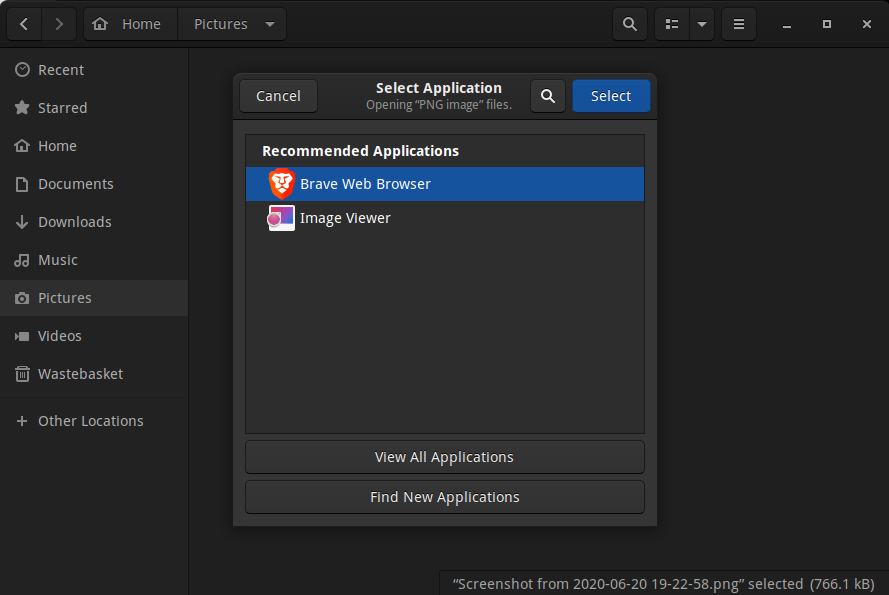 Home
Pictures
Recent
Starred
Home
Documents
Downloads
Music
Pictures
Videos
Wastebasket
Other Locations
Cancel
Select Application
Opening “PNG image” files.
Select
Recommended Applications
Brave Web Browser
Image Viewer
View All Applications
Find New Applications
“Screenshot from 2020-06-20 19-22-58.png” selected (766.1 kB)